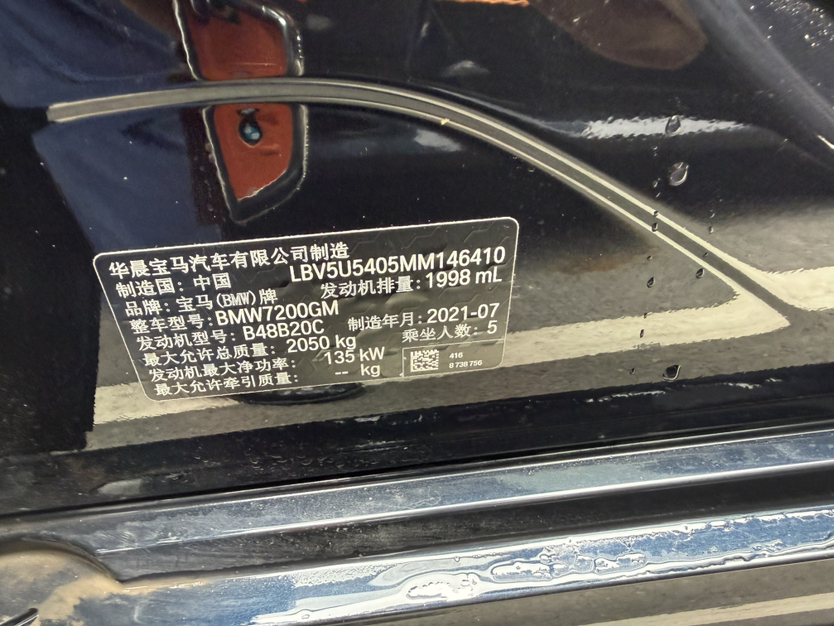 华晨宝马汽车有限公司制造
制造国：中国 LBV5U5405MM146410
品牌：宝马(BMW)牌 发动机排量：1998 mL
整车型号：BMW7200GM
发动机型号：B48B20C 制造年月：2021-07
最大允许总质量： 2050 kg 乘坐人数：5
发动机最大净功率： 135 kW
最大允许牵引质量： -- kg
416
0 738 756